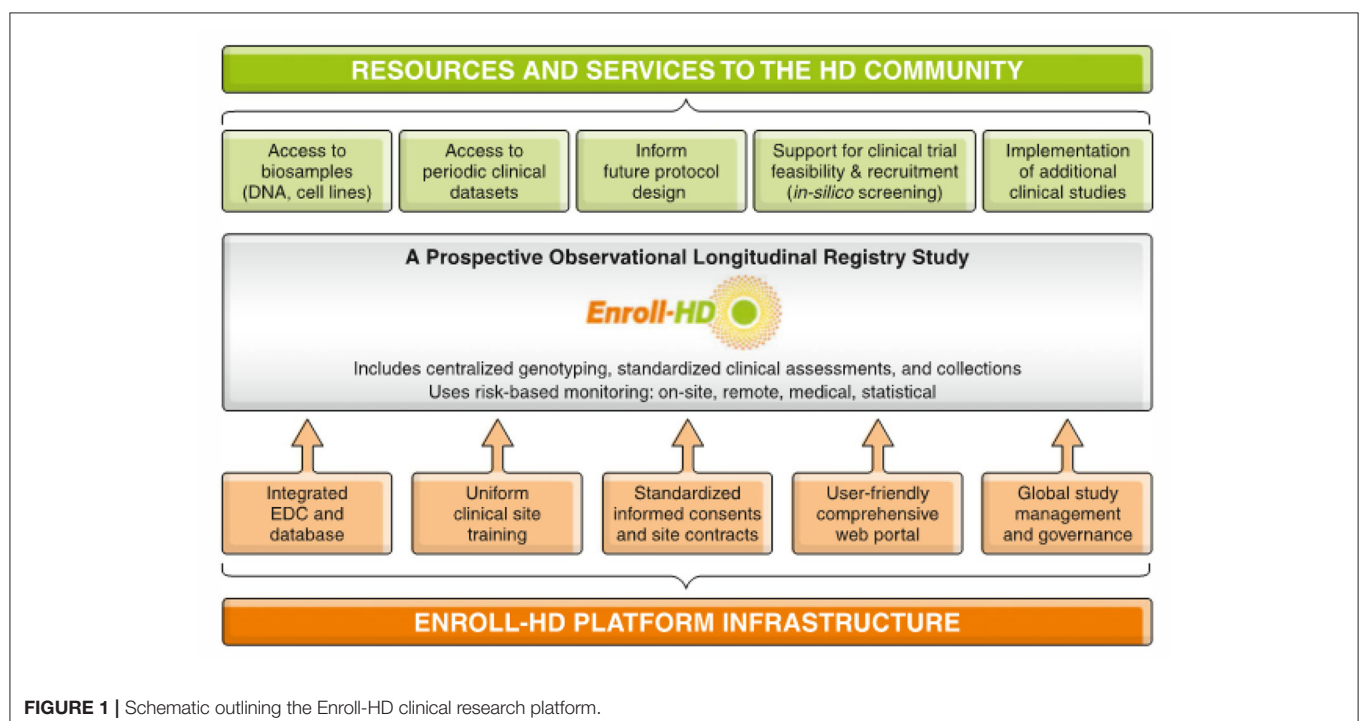 RESOURCES AND SERVICES TO THE HD COMMUNITY
Access to
biosamples
(DNA, cell lines)
Access to
periodic clinical
datasets
Inform
future protocol
design
Support for clinical trial
feasibility & recruitment
(in-silico screening)
Implementation
of additional
clinical studies
A Prospective Observational Longitudinal Registry Study
Enroll-HD
Includes centralized genotyping, standardized clinical assessments, and collections
Uses risk-based monitoring: on-site, remote, medical, statistical
Integrated
EDC and
database
Uniform
clinical site
training
Standardized
informed consents
and site contracts
User-friendly
comprehensive
web portal
Global study
management
and governance
ENROLL-HD PLATFORM INFRASTRUCTURE
FIGURE 1 | Schematic outlining the Enroll-HD clinical research platform.